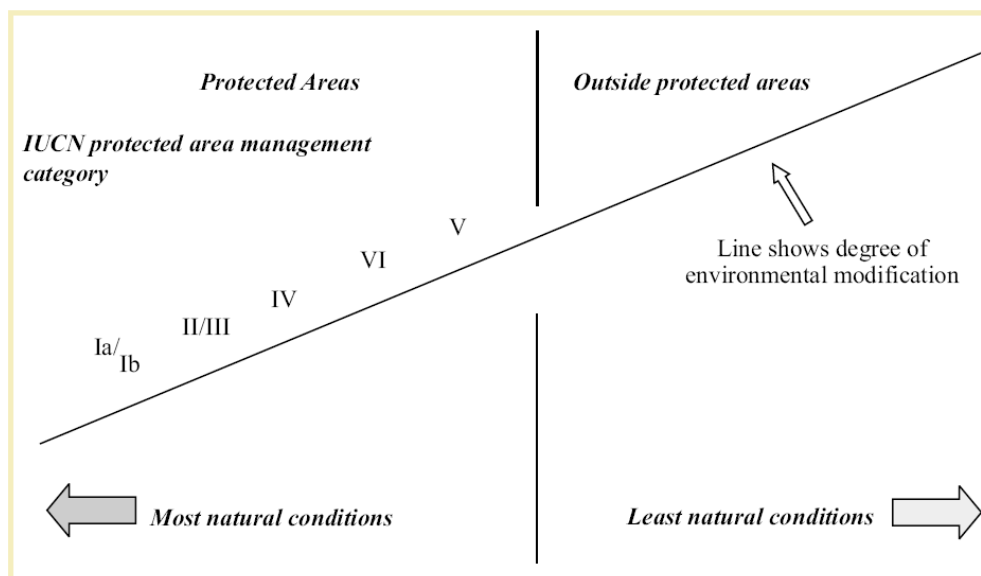 Protected Areas
Outside protected areas
IUCN protected area management
category
V
VI
IV
II/III
Ia/
Ib
Line shows degree of
environmental modification
Most natural conditions
Least natural conditions